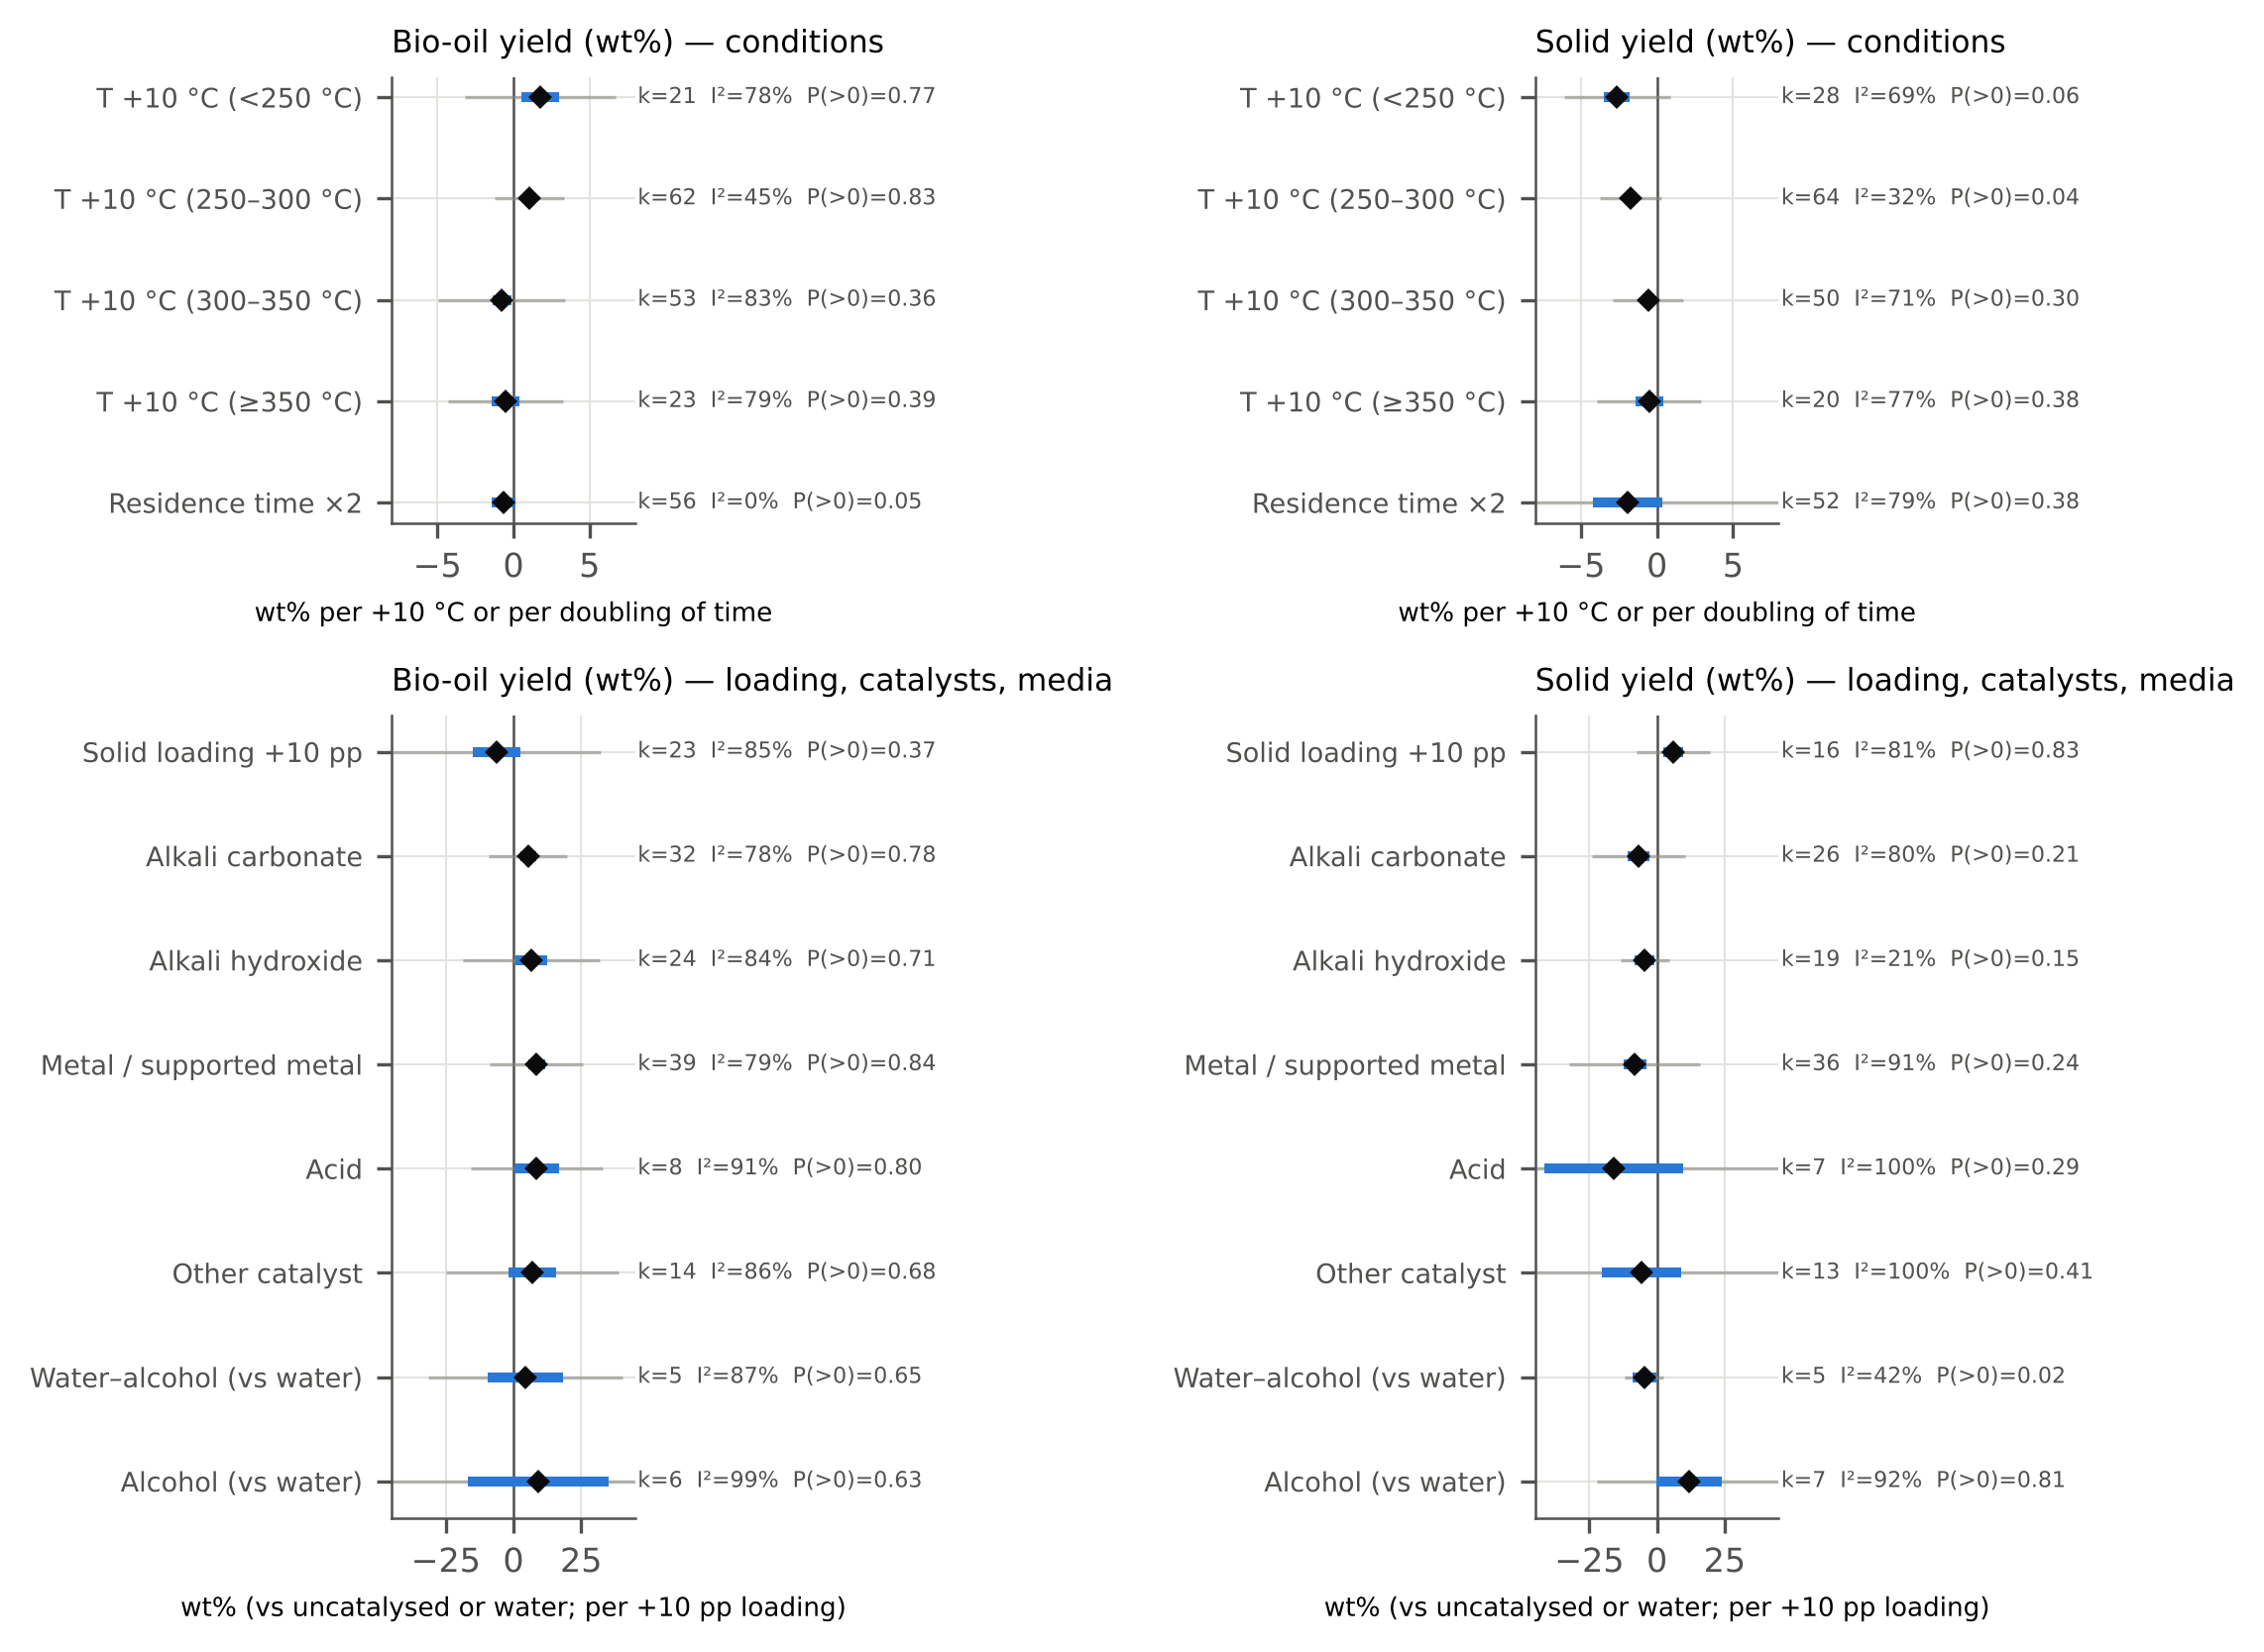 Bio-oil yield (wt%) — conditions
T +10 °C (<250 °C) k=21 I²=78% P(>0)=0.77
T +10 °C (250–300 °C) k=62 I²=45% P(>0)=0.83
T +10 °C (300–350 °C) k=53 I²=83% P(>0)=0.36
T +10 °C (≥350 °C) k=23 I²=79% P(>0)=0.39
Residence time ×2 k=56 I²=0% P(>0)=0.05
−5 0 5
wt% per +10 °C or per doubling of time
Solid yield (wt%) — conditions
T +10 °C (<250 °C) k=28 I²=69% P(>0)=0.06
T +10 °C (250–300 °C) k=64 I²=32% P(>0)=0.04
T +10 °C (300–350 °C) k=50 I²=71% P(>0)=0.30
T +10 °C (≥350 °C) k=20 I²=77% P(>0)=0.38
Residence time ×2 k=52 I²=79% P(>0)=0.38
−5 0 5
wt% per +10 °C or per doubling of time
Bio-oil yield (wt%) — loading, catalysts, media
Solid loading +10 pp k=23 I²=85% P(>0)=0.37
Alkali carbonate k=32 I²=78% P(>0)=0.78
Alkali hydroxide k=24 I²=84% P(>0)=0.71
Metal / supported metal k=39 I²=79% P(>0)=0.84
Acid k=8 I²=91% P(>0)=0.80
Other catalyst k=14 I²=86% P(>0)=0.68
Water–alcohol (vs water) k=5 I²=87% P(>0)=0.65
Alcohol (vs water) k=6 I²=99% P(>0)=0.63
−25 0 25
wt% (vs uncatalysed or water; per +10 pp loading)
Solid yield (wt%) — loading, catalysts, media
Solid loading +10 pp k=16 I²=81% P(>0)=0.83
Alkali carbonate k=26 I²=80% P(>0)=0.21
Alkali hydroxide k=19 I²=21% P(>0)=0.15
Metal / supported metal k=36 I²=91% P(>0)=0.24
Acid k=7 I²=100% P(>0)=0.29
Other catalyst k=13 I²=100% P(>0)=0.41
Water–alcohol (vs water) k=5 I²=42% P(>0)=0.02
Alcohol (vs water) k=7 I²=92% P(>0)=0.81
−25 0 25
wt% (vs uncatalysed or water; per +10 pp loading)